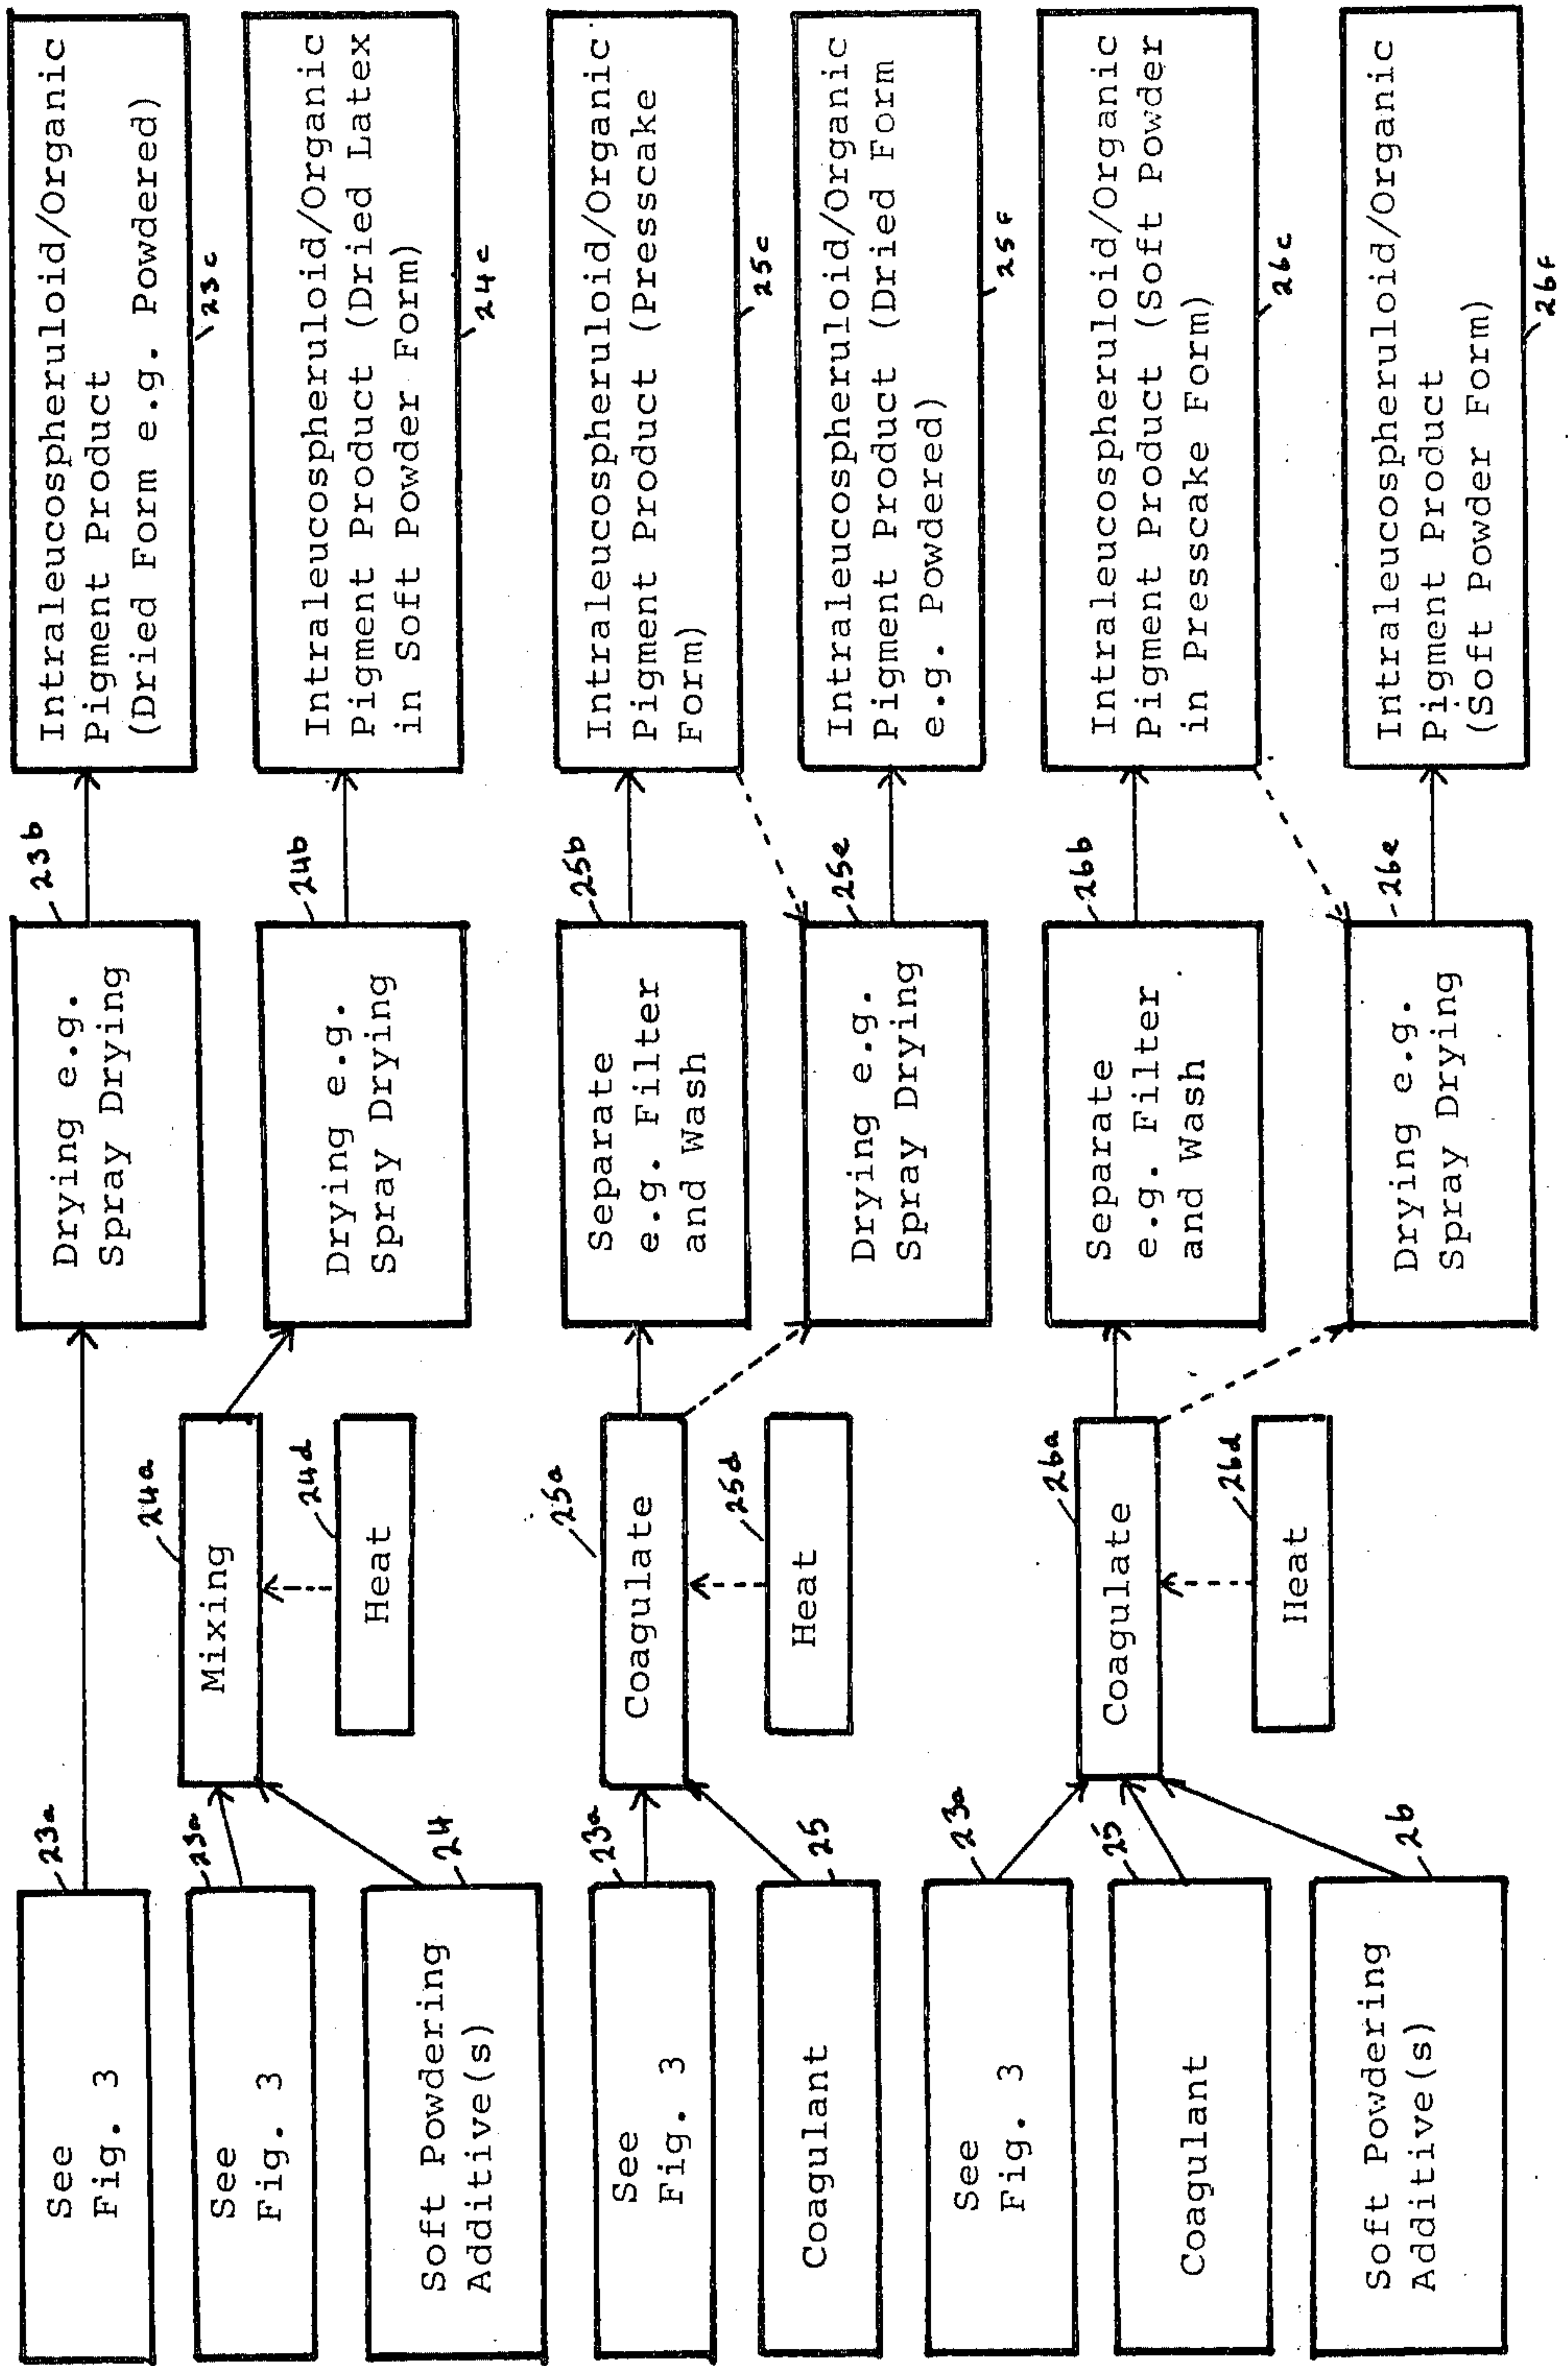 See
Fig. 3
23a
Drying e.g.
Spray Drying
23b
Intraleucospheruloid/Organic
Pigment Product
(Dried Form e.g. Powdered)
23c
See
Fig. 3
23a
Soft Powdering
Additive(s)
24
Mixing
24a
Heat
24d
Drying e.g.
Spray Drying
24b
Intraleucospheruloid/Organic
Pigment Product (Dried Latex
in Soft Powder Form)
24c
See
Fig. 3
23a
Coagulant
25
Coagulate
25a
Heat
25d
Separate
e.g. Filter
and Wash
25b
Intraleucospheruloid/Organic
Pigment Product (Presscake
Form)
25c
Drying e.g.
Spray Drying
25e
Intraleucospheruloid/Organic
Pigment Product (Dried Form
e.g. Powdered)
25f
See
Fig. 3
23a
Coagulant
25
Soft Powdering
Additive(s)
26
Coagulate
26a
Heat
26d
Separate
e.g. Filter
and Wash
26b
Intraleucospheruloid/Organic
Pigment Product (Soft Powder
in Presscake Form)
26c
Drying e.g.
Spray Drying
26e
Intraleucospheruloid/Organic
Pigment Product
(Soft Powder Form)
26f